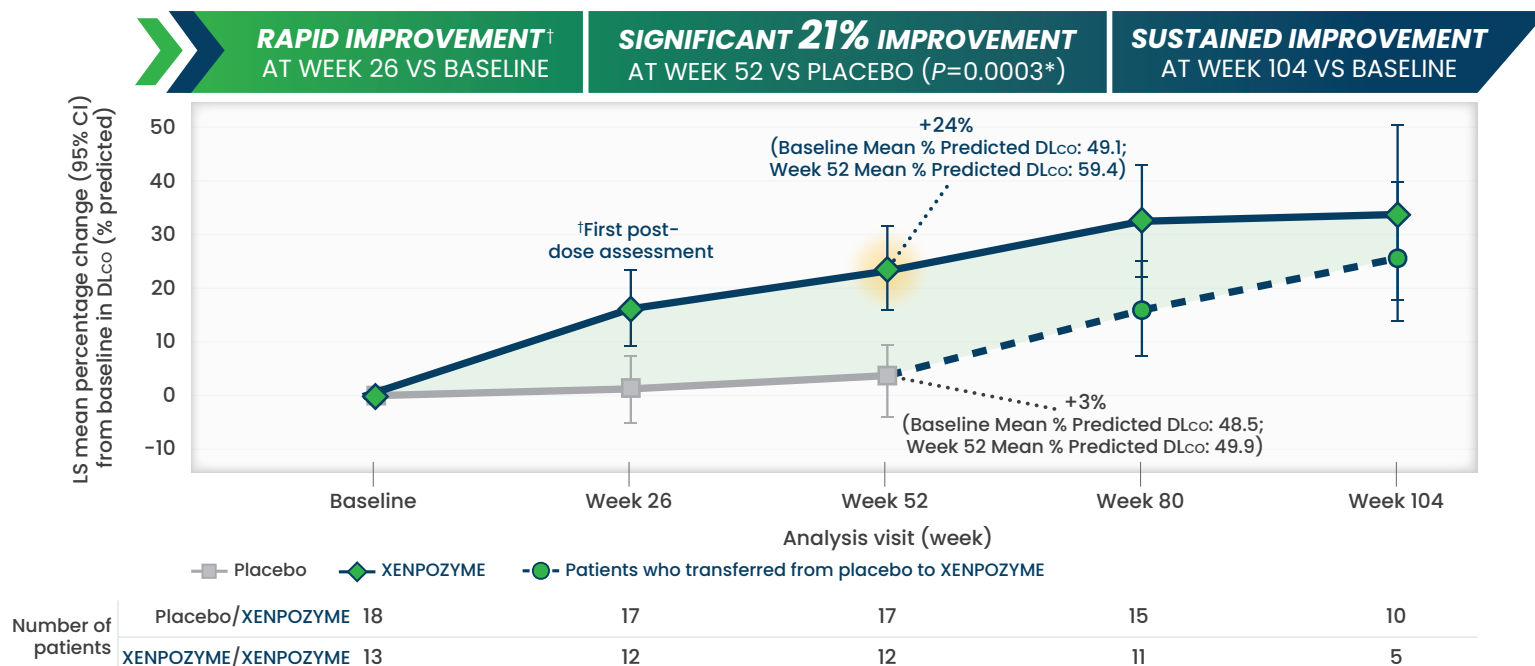 RAPID IMPROVEMENT†
AT WEEK 26 VS BASELINE
SIGNIFICANT 21% IMPROVEMENT
AT WEEK 52 VS PLACEBO (P=0.0003*)
SUSTAINED IMPROVEMENT
AT WEEK 104 VS BASELINE
LS mean percentage change (95% CI)
from baseline in DLco (% predicted)
50
40
30
20
10
0
-10
+24%
(Baseline Mean % Predicted DLco: 49.1;
Week 52 Mean % Predicted DLco: 59.4)
†First post-
dose assessment
+3%
(Baseline Mean % Predicted DLco: 48.5;
Week 52 Mean % Predicted DLco: 49.9)
Baseline Week 26 Week 52 Week 80 Week 104
Analysis visit (week)
Placebo XENPOZYME Patients who transferred from placebo to XENPOZYME
Number of
patients
Placebo/XENPOZYME 18 17 17 15 10
XENPOZYME/XENPOZYME 13 12 12 11 5